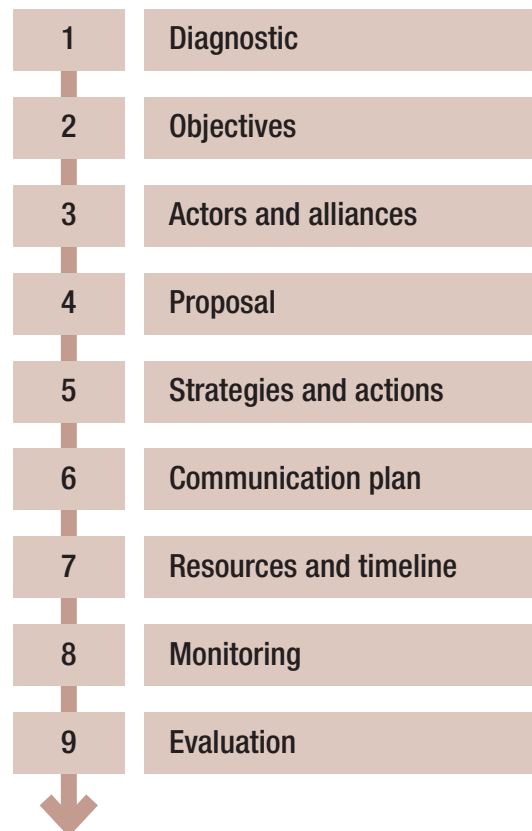 1 Diagnostic
2 Objectives
3 Actors and alliances
4 Proposal
5 Strategies and actions
6 Communication plan
7 Resources and timeline
8 Monitoring
9 Evaluation